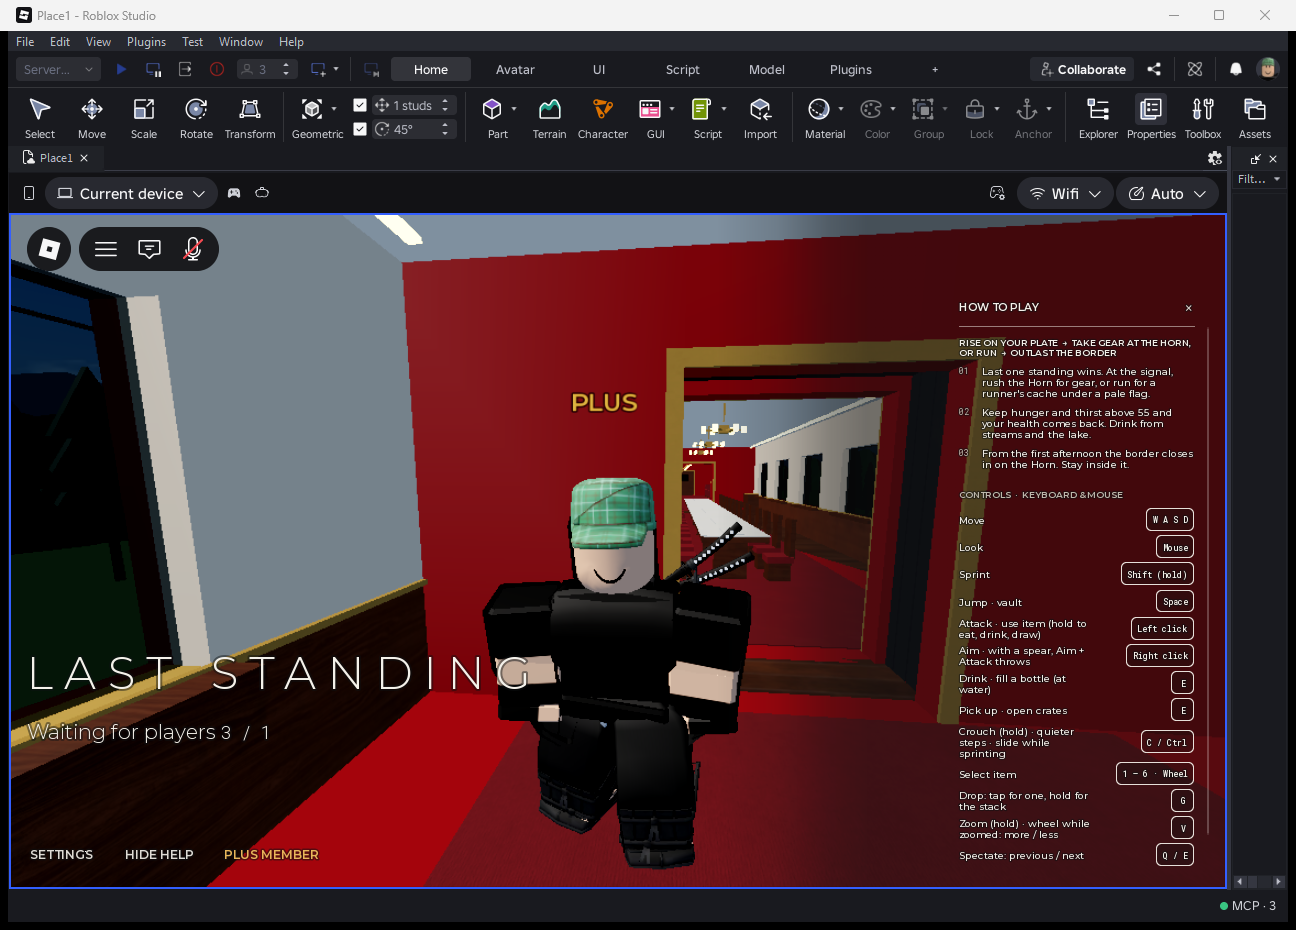 Place1 - Roblox Studio
File Edit View Plugins Test Window Help
Server... 3 Home Avatar UI Script Model Plugins + Collaborate
1 studs
45°
Select Move Scale Rotate Transform Geometric Part Terrain Character GUI Script Import Material Color Group Lock Anchor Explorer Properties Toolbox Assets
Place1
Filt...
Current device Wifi Auto
HOW TO PLAY ×
RISE ON YOUR PLATE → TAKE GEAR AT THE HORN,
OR RUN → OUTLAST THE BORDER
01 Last one standing wins. At the signal,
rush the Horn for gear, or run for a
runner's cache under a pale flag.
02 Keep hunger and thirst above 55 and
your health comes back. Drink from
streams and the lake.
03 From the first afternoon the border closes
in on the Horn. Stay inside it.
CONTROLS · KEYBOARD & MOUSE
Move W A S D
Look Mouse
Sprint Shift (hold)
Jump · vault Space
Attack · use item (hold to
eat, drink, draw) Left click
Aim · with a spear, Aim +
Attack throws Right click
Drink · fill a bottle (at
water) E
Pick up · open crates E
Crouch (hold) · quieter
steps · slide while
sprinting C / Ctrl
Select item 1 – 6 · Wheel
Drop: tap for one, hold for
the stack G
Zoom (hold) · wheel while
zoomed: more / less V
Spectate: previous / next Q / E
PLUS
LAST STANDING
Waiting for players 3 / 1
SETTINGS HIDE HELP PLUS MEMBER
MCP · 3